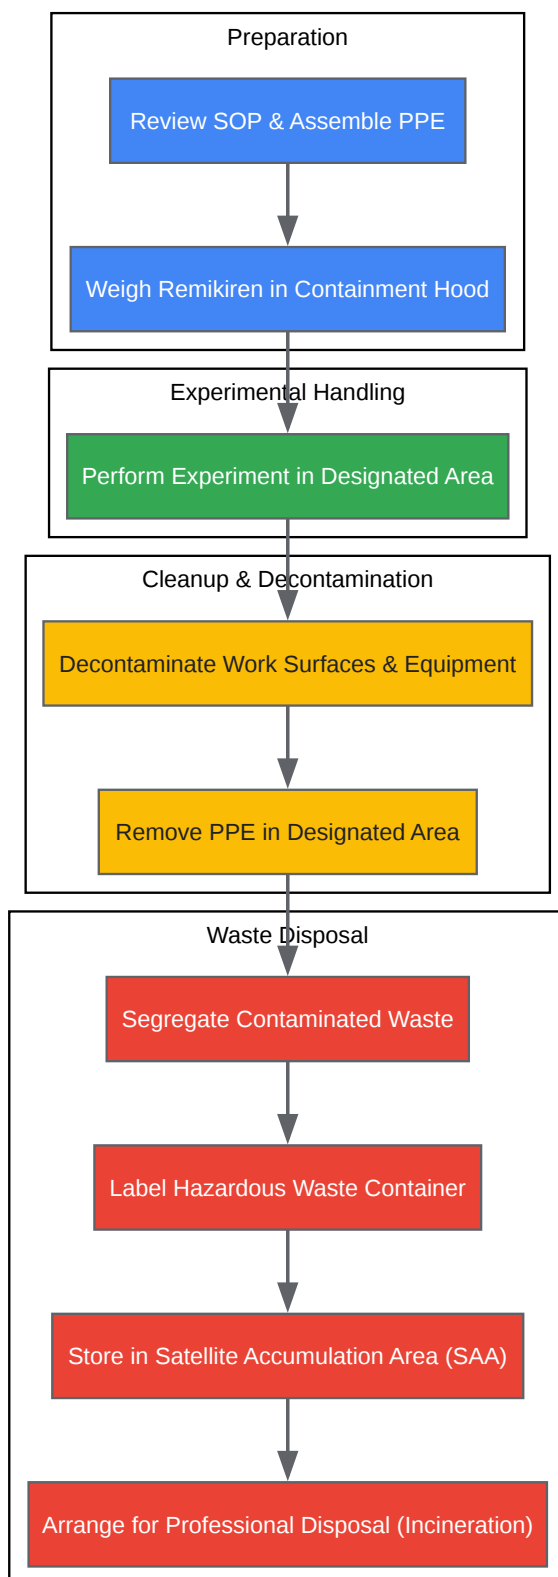 Preparation
Review SOP & Assemble PPE
Weigh Remikiren in Containment Hood
Experimental Handling
Perform Experiment in Designated Area
Cleanup & Decontamination
Decontaminate Work Surfaces & Equipment
Remove PPE in Designated Area
Waste Disposal
Segregate Contaminated Waste
Label Hazardous Waste Container
Store in Satellite Accumulation Area (SAA)
Arrange for Professional Disposal (Incineration)